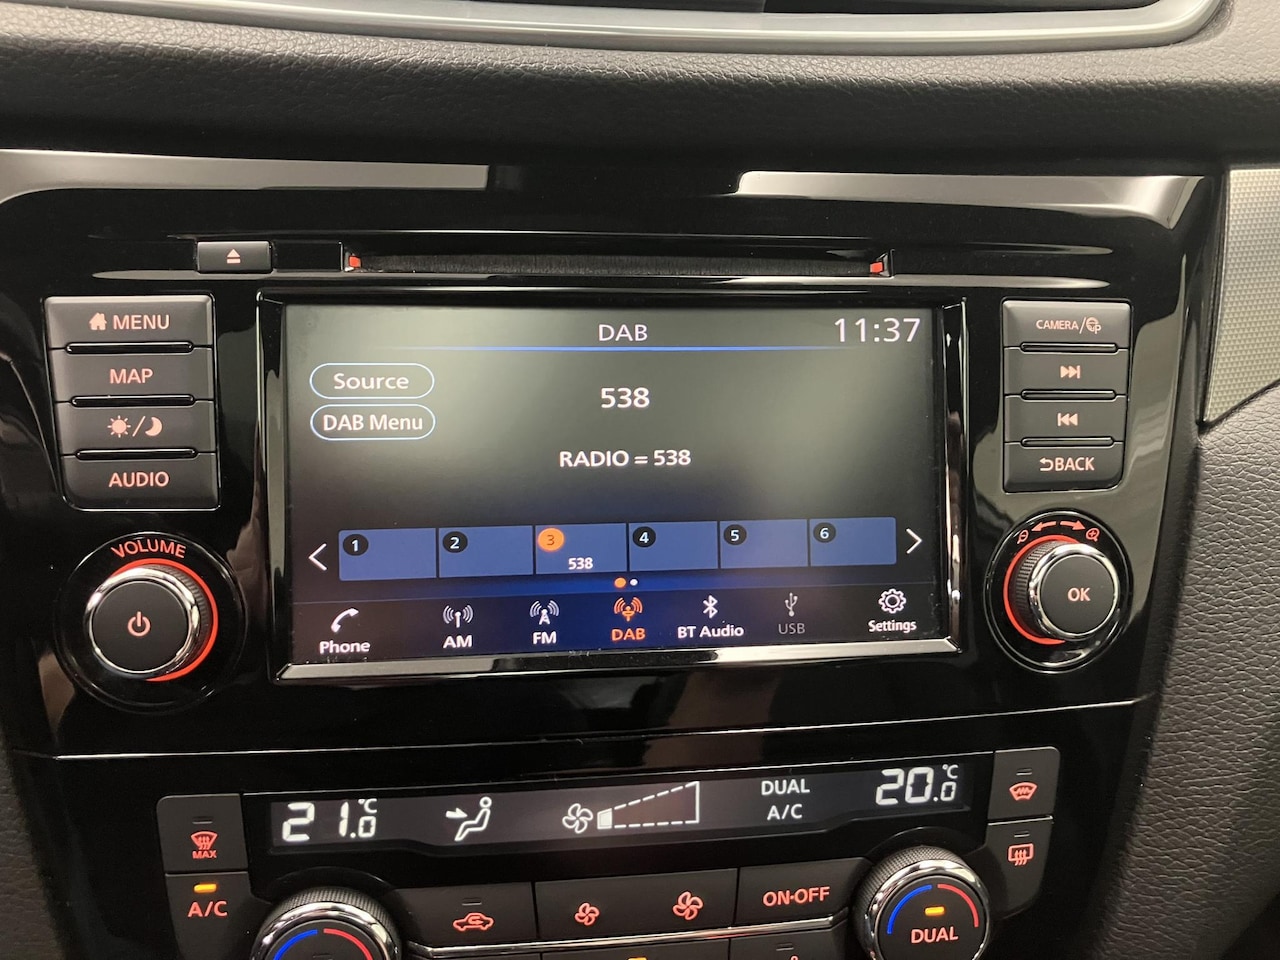 MENU
MAP
AUDIO
VOLUME
DAB
11:37
Source
538
DAB Menu
RADIO = 538
1
2
3
538
4
5
6
Phone
AM
FM
DAB
BT Audio
USB
Settings
CAMERA/
BACK
OK
21.0 °C
DUAL
A/C
20.0 °C
MAX
A/C
ON·OFF
DUAL